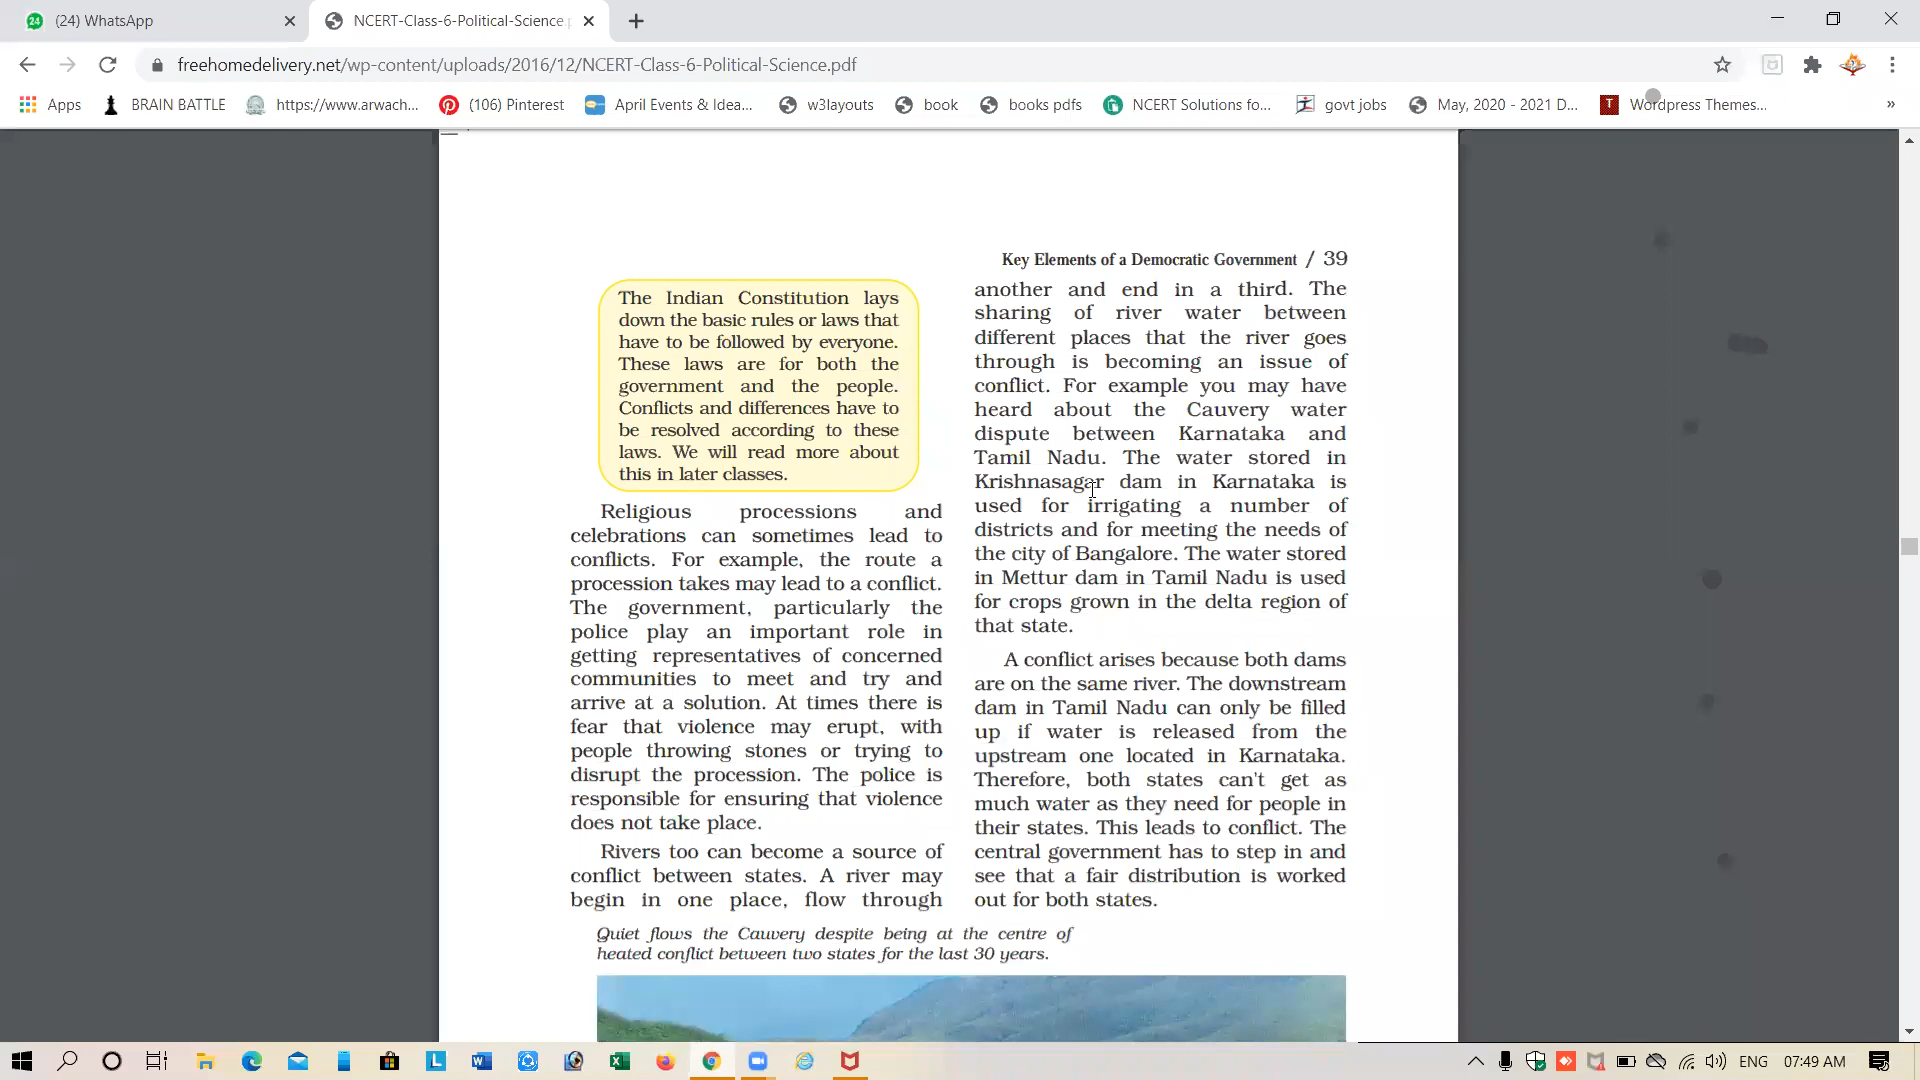 (24) WhatsApp
NCERT-Class-6-Political-Science.p
freehomedelivery.net/wp-content/uploads/2016/12/NCERT-Class-6-Political-Science.pdf
Apps
BRAIN BATTLE
https://www.arwach...
(106) Pinterest
April Events & Idea...
w3layouts
book
books pdfs
NCERT Solutions fo...
govt jobs
May, 2020 - 2021 D...
Wordpress Themes...
»
Key Elements of a Democratic Government / 39
The Indian Constitution lays
down the basic rules or laws that
have to be followed by everyone.
These laws are for both the
government and the people.
Conflicts and differences have to
be resolved according to these
laws. We will read more about
this in later classes.
Religious processions and
celebrations can sometimes lead to
conflicts. For example, the route a
procession takes may lead to a conflict.
The government, particularly the
police play an important role in
getting representatives of concerned
communities to meet and try and
arrive at a solution. At times there is
fear that violence may erupt, with
people throwing stones or trying to
disrupt the procession. The police is
responsible for ensuring that violence
does not take place.
Rivers too can become a source of
conflict between states. A river may
begin in one place, flow through
another and end in a third. The
sharing of river water between
different places that the river goes
through is becoming an issue of
conflict. For example you may have
heard about the Cauvery water
dispute between Karnataka and
Tamil Nadu. The water stored in
Krishnasagar dam in Karnataka is
used for irrigating a number of
districts and for meeting the needs of
the city of Bangalore. The water stored
in Mettur dam in Tamil Nadu is used
for crops grown in the delta region of
that state.
A conflict arises because both dams
are on the same river. The downstream
dam in Tamil Nadu can only be filled
up if water is released from the
upstream one located in Karnataka.
Therefore, both states can't get as
much water as they need for people in
their states. This leads to conflict. The
central government has to step in and
see that a fair distribution is worked
out for both states.
Quiet flows the Cauvery despite being at the centre of
heated conflict between two states for the last 30 years.
ENG
07:49 AM